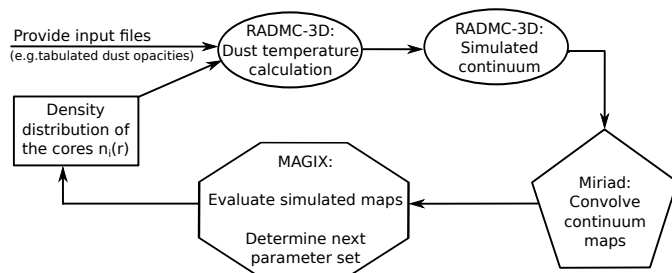 Provide input files
(e.g.tabulated dust opacities)
RADMC-3D:
Dust temperature
calculation
RADMC-3D:
Simulated
continuum
Density
distribution of
the cores nᵢ(r)
MAGIX:
Evaluate simulated maps
Determine next
parameter set
Miriad:
Convolve
continuum
maps